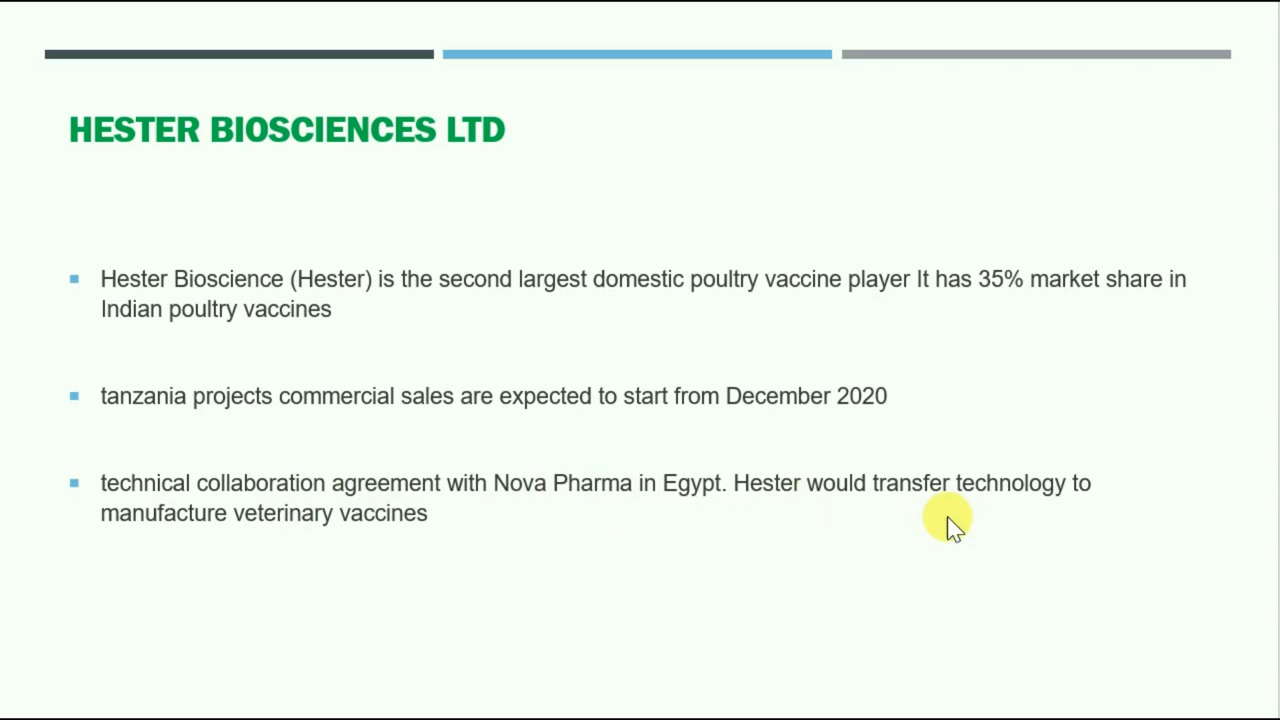 HESTER BIOSCIENCES LTD
Hester Bioscience (Hester) is the second largest domestic poultry vaccine player It has 35% market share in
Indian poultry vaccines
tanzania projects commercial sales are expected to start from December 2020
technical collaboration agreement with Nova Pharma in Egypt. Hester would transfer technology to
manufacture veterinary vaccines